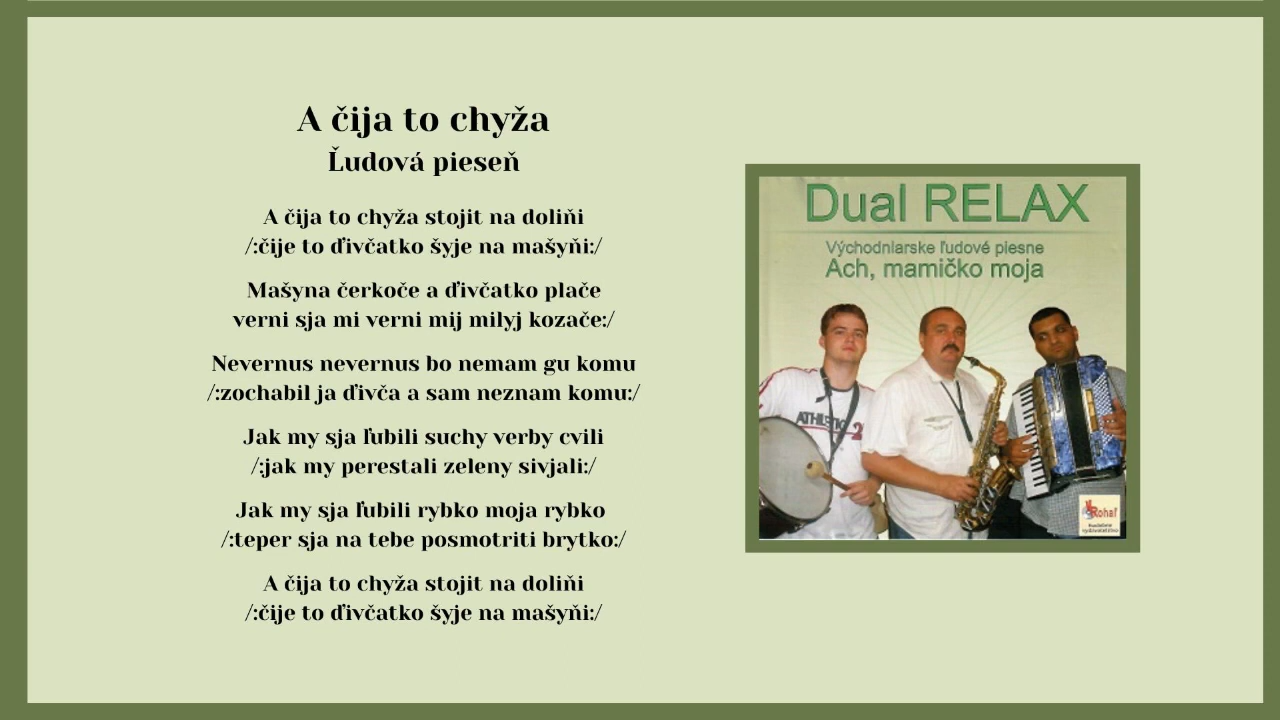 A čija to chyža
Ľudová pieseň
A čija to chyža stojit na doliňi
/:čije to ďivčatko šyje na mašyňi:/
Mašyna čerkoče a ďivčatko plače
verni sja mi verni mij milyj kozače:/
Nevernus nevernus bo nemam gu komu
/:zochabil ja ďivča a sam neznam komu:/
Jak my sja ľubili suchy verby cvili
/:jak my perestali zeleny sivjali:/
Jak my sja ľubili rybko moja rybko
/:teper sja na tebe posmotriti brytko:/
A čija to chyža stojit na doliňi
/:čije to ďivčatko šyje na mašyňi:/
Dual RELAX
Východniarske ľudové piesne
Ach, mamičko moja
ATHLETIC
Rohaľ
Hudobné
vydavateľstvo